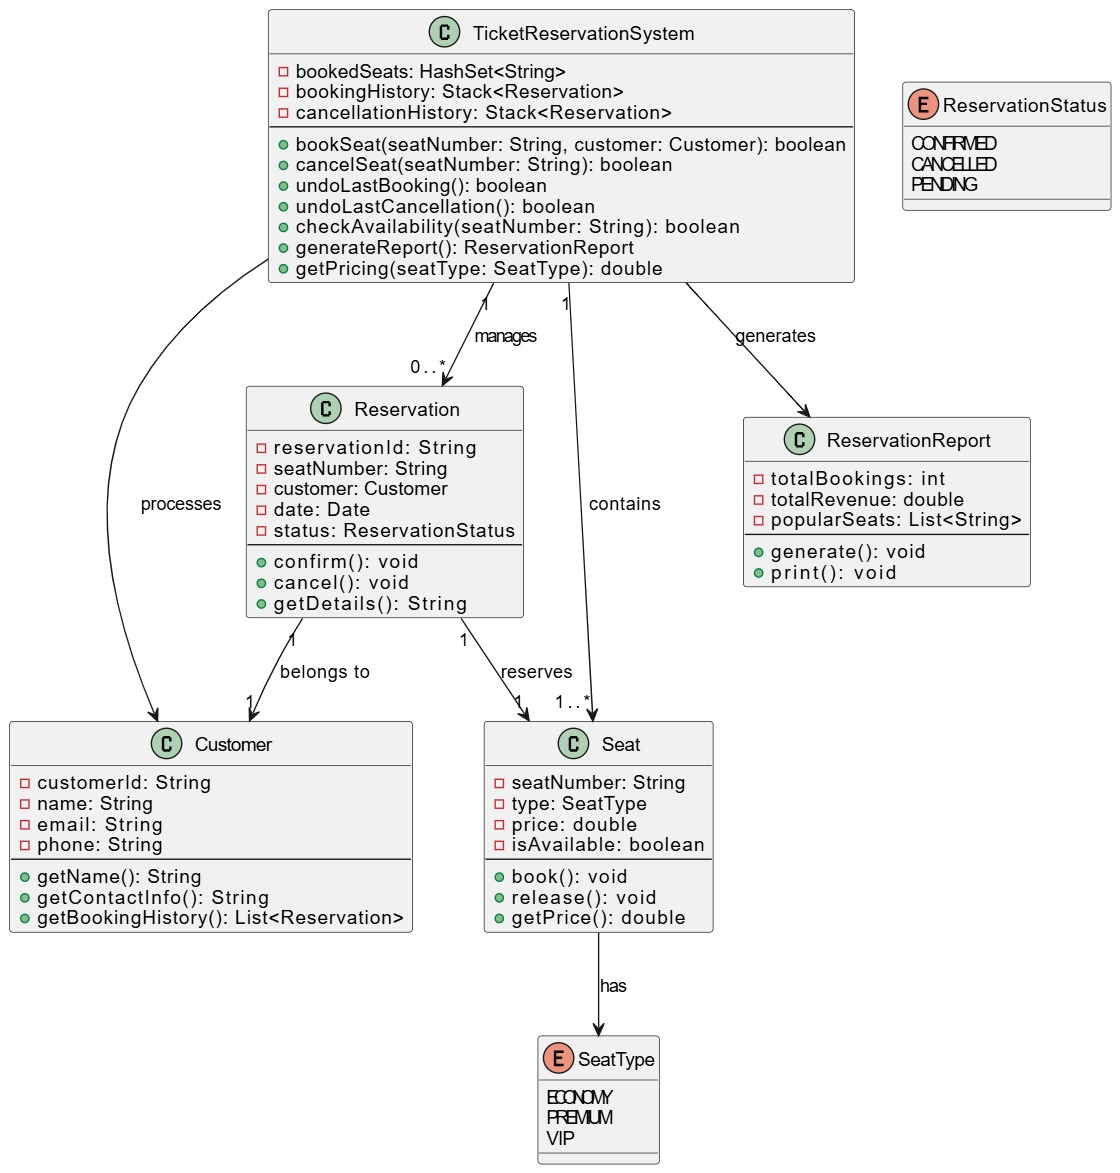 C TicketReservationSystem
bookedSeats: HashSet<String>
bookingHistory: Stack<Reservation>
cancellationHistory: Stack<Reservation>
bookSeat(seatNumber: String, customer: Customer): boolean
cancelSeat(seatNumber: String): boolean
undoLastBooking(): boolean
undoLastCancellation(): boolean
checkAvailability(seatNumber: String): boolean
generateReport(): ReservationReport
getPricing(seatType: SeatType): double
E ReservationStatus
CONFIRMED
CANCELLED
PENDING
1
1
manages
generates
0..*
processes
contains
C Reservation
reservationId: String
seatNumber: String
customer: Customer
date: Date
status: ReservationStatus
confirm(): void
cancel(): void
getDetails(): String
C ReservationReport
totalBookings: int
totalRevenue: double
popularSeats: List<String>
generate(): void
print(): void
1
1
belongs to
reserves
1
1
1..*
C Customer
customerId: String
name: String
email: String
phone: String
getName(): String
getContactInfo(): String
getBookingHistory(): List<Reservation>
C Seat
seatNumber: String
type: SeatType
price: double
isAvailable: boolean
book(): void
release(): void
getPrice(): double
has
E SeatType
ECONOMY
PREMIUM
VIP